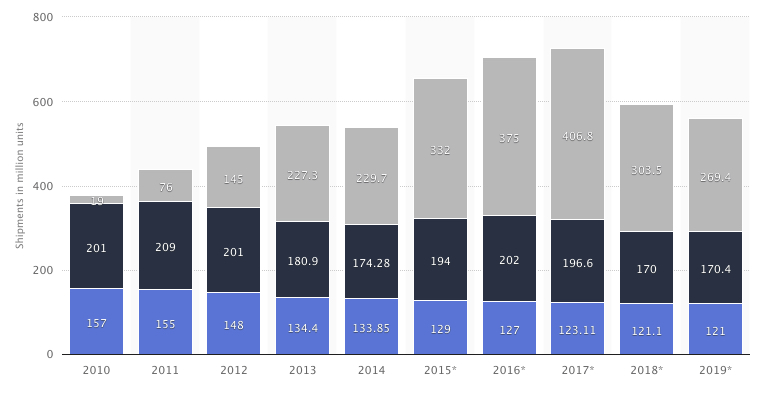 800
600
400
200
0
Shipments in million units
19 76 145 227.3 229.7 332 375 406.8 303.5 269.4
201 209 201 180.9 174.28 194 202 196.6 170 170.4
157 155 148 134.4 133.85 129 127 123.11 121.1 121
2010 2011 2012 2013 2014 2015* 2016* 2017* 2018* 2019*